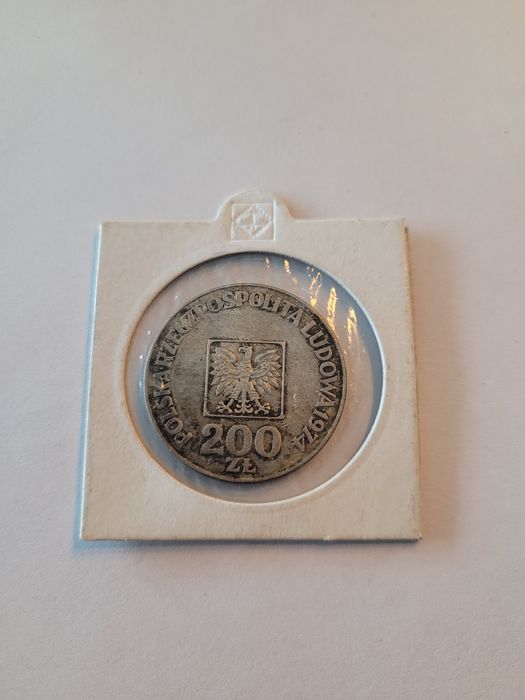 POLSKA RZECZPOSPOLITA LUDOWA 1974
200
ZŁ